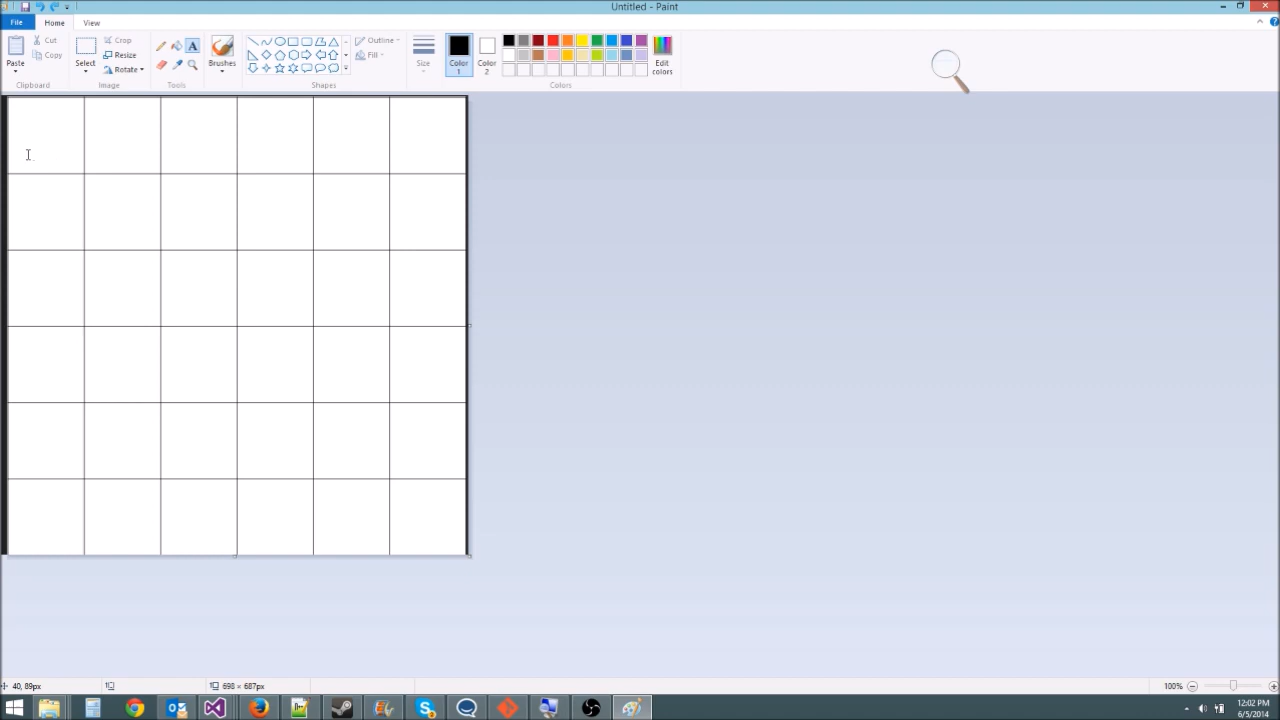 Untitled - Paint
File Home View
Paste Cut Copy Select Crop Resize Rotate A Brushes Outline Fill Size Color 1 Color 2 Edit colors
Clipboard Image Tools Shapes Colors
40, 89px 698 × 687px 100%
12:02 PM
6/5/2014